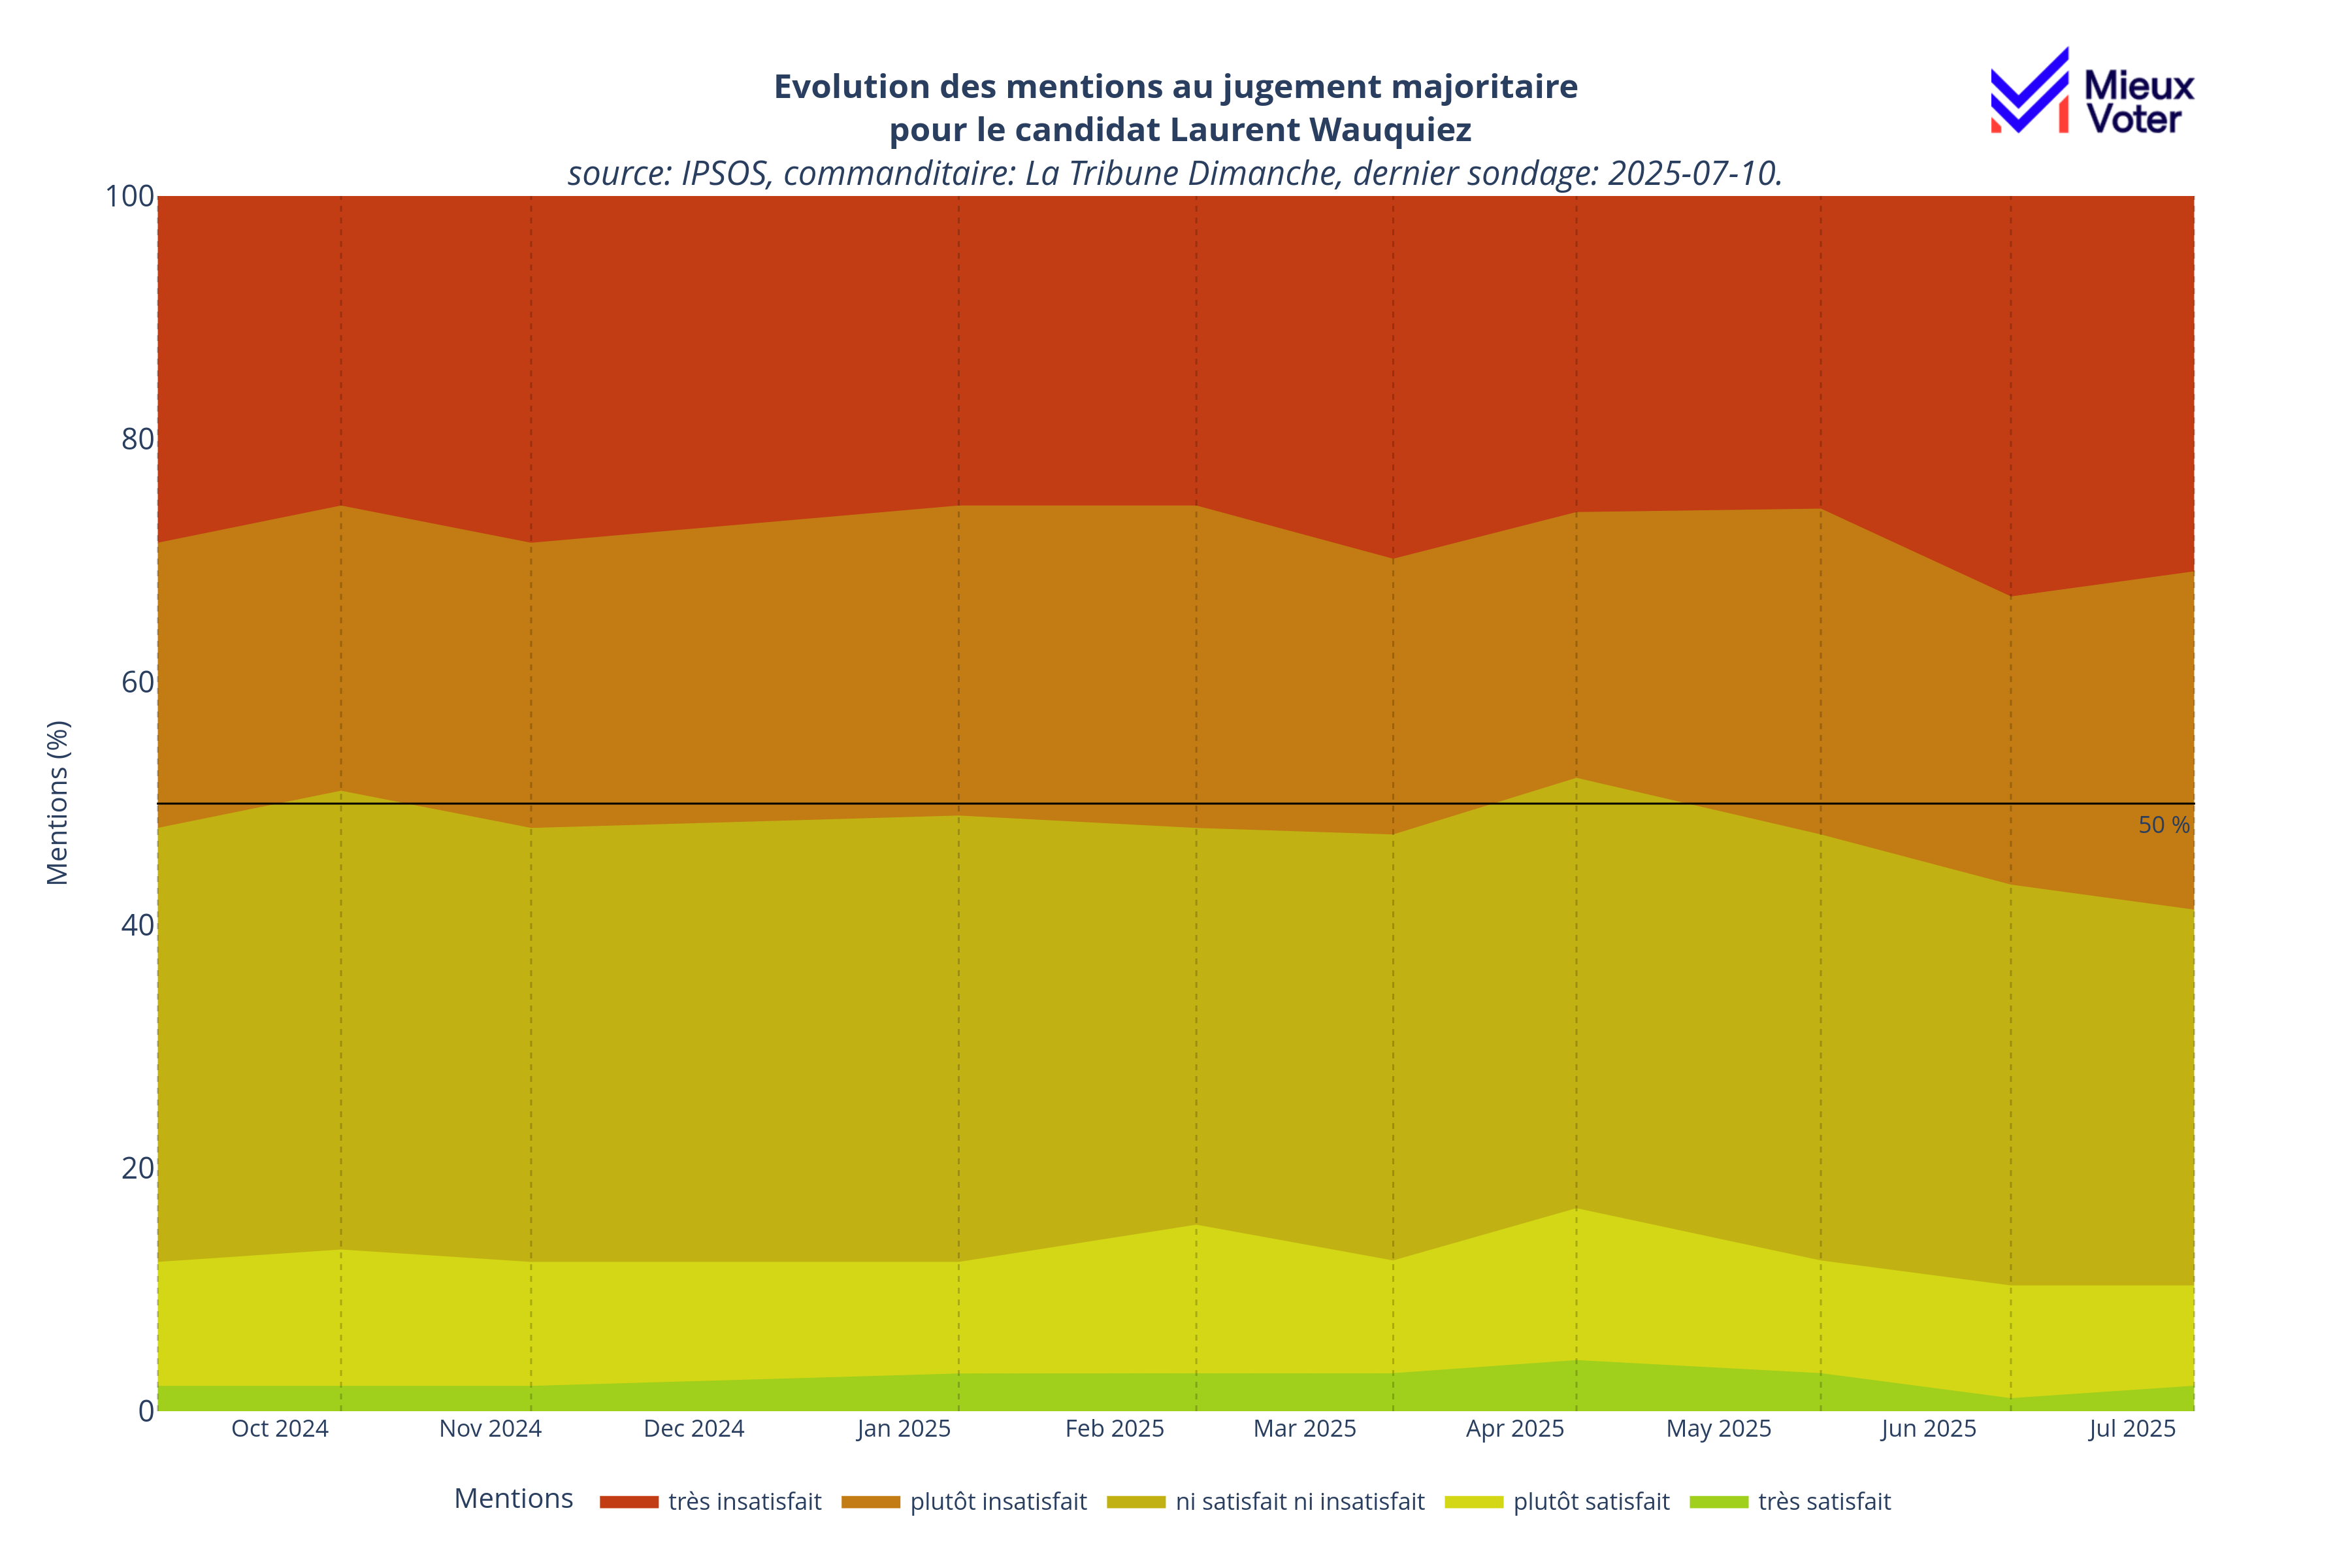 Evolution des mentions au jugement majoritaire
pour le candidat Laurent Wauquiez
source: IPSOS, commanditaire: La Tribune Dimanche, dernier sondage: 2025-07-10.
Mieux
Voter
100
80
60
40
20
0
Mentions (%)
50 %
Oct 2024 Nov 2024 Dec 2024 Jan 2025 Feb 2025 Mar 2025 Apr 2025 May 2025 Jun 2025 Jul 2025
Mentions très insatisfait plutôt insatisfait ni satisfait ni insatisfait plutôt satisfait très satisfait